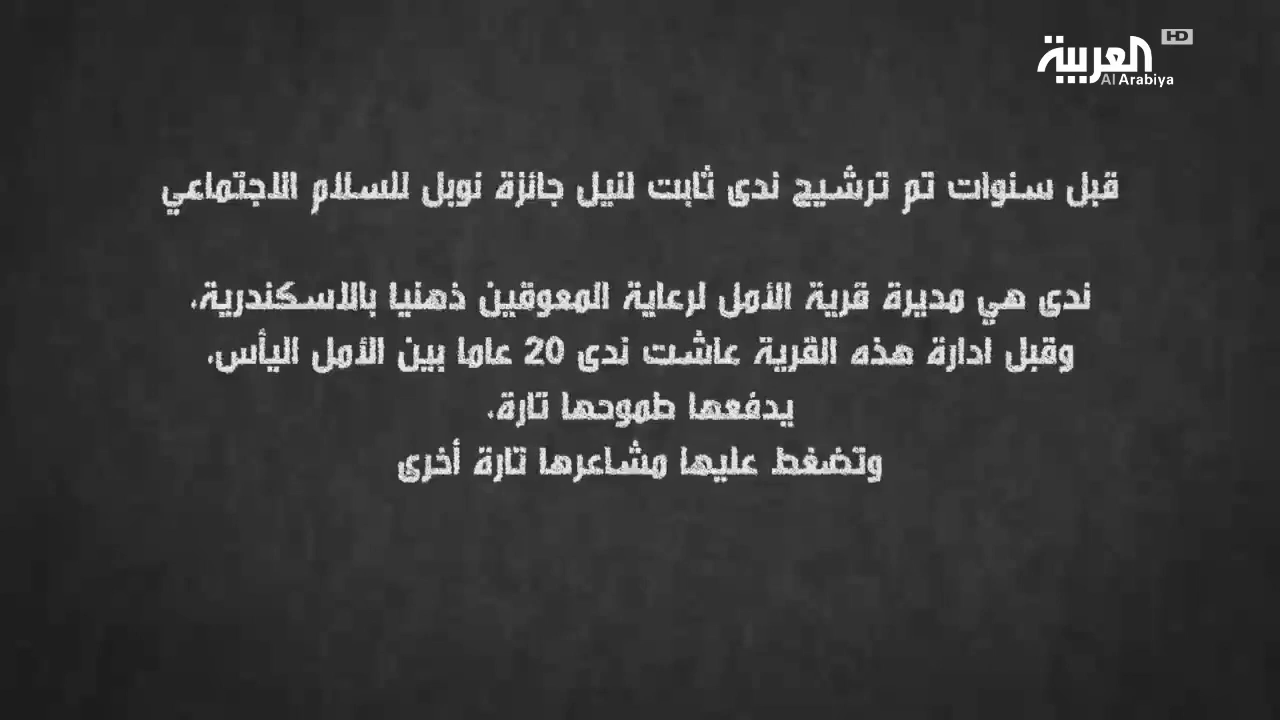 HD
العربية
Al Arabiya
قبل سنوات تم ترشيح ندى ثابت لنيل جائزة نوبل للسلام الاجتماعي
ندى هي مديرة قرية الأمل لرعاية المعوقين ذهنيا بالاسكندرية،
وقبل ادارة هذه القرية عاشت ندى 20 عاما بين الأمل اليأس،
يدفعها طموحها تارة،
وتضغط عليها مشاعرها تارة أخرى